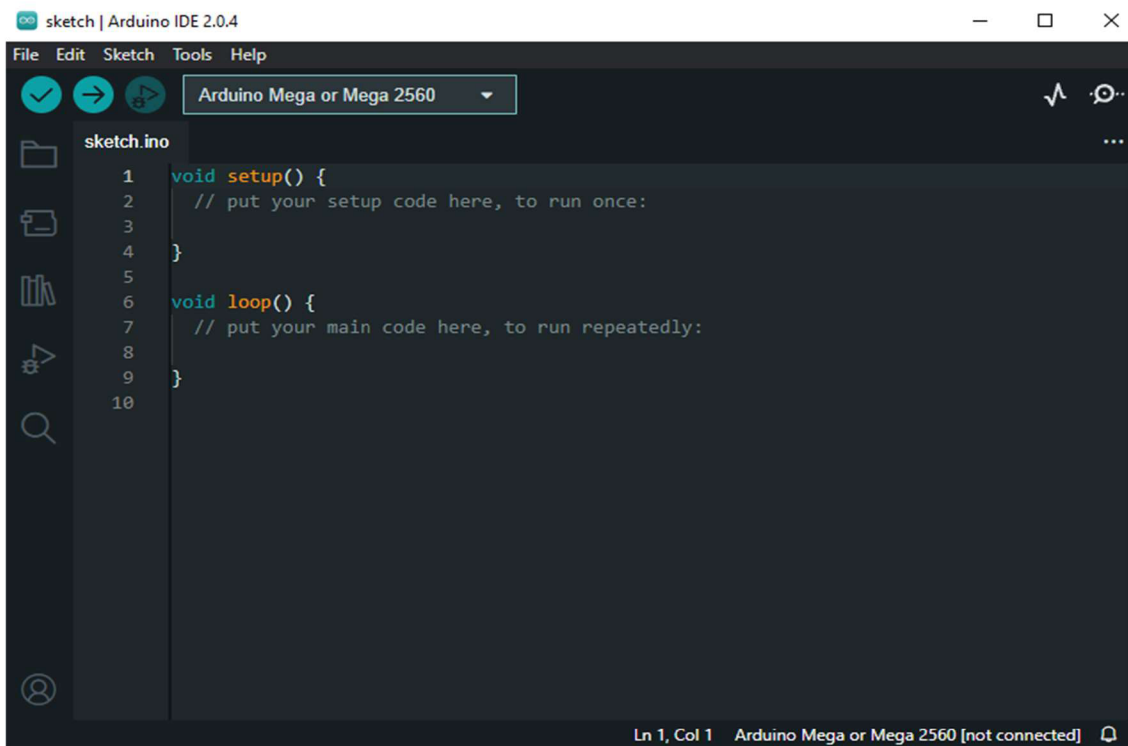 sketch | Arduino IDE 2.0.4
File Edit Sketch Tools Help
Arduino Mega or Mega 2560
sketch.ino
1 void setup() {
2 // put your setup code here, to run once:
3
4 }
5
6 void loop() {
7 // put your main code here, to run repeatedly:
8
9 }
10
Ln 1, Col 1 Arduino Mega or Mega 2560 [not connected]